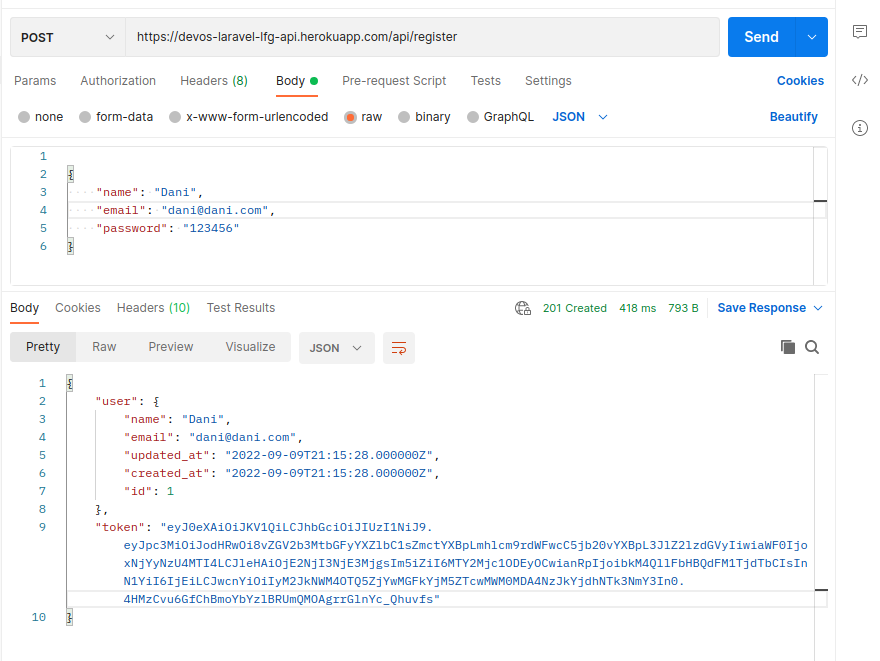 POST https://devos-laravel-lfg-api.herokuapp.com/api/register Send
Params Authorization Headers (8) Body Pre-request Script Tests Settings Cookies
none form-data x-www-form-urlencoded raw binary GraphQL JSON Beautify
1
2 {
3 "name": "Dani",
4 "email": "dani@dani.com",
5 "password": "123456"
6 }
Body Cookies Headers (10) Test Results 201 Created 418 ms 793 B Save Response
Pretty Raw Preview Visualize JSON
1 {
2 "user": {
3 "name": "Dani",
4 "email": "dani@dani.com",
5 "updated_at": "2022-09-09T21:15:28.000000Z",
6 "created_at": "2022-09-09T21:15:28.000000Z",
7 "id": 1
8 },
9 "token": "eyJ0eXAiOiJKV1QiLCJhbGciOiJIUzI1NiJ9.
eyJpc3MiOiJodHRwOi8vZGV2b3MtbGFyYXZlbC1sZmctYXBpLmhlcm9rdWFwcC5jb20vYXBpL3JlZ2lzdGVyIiwiaWF0Ijo
xNjYyNzU4MTI4LCJleHAiOjE2NjI3NjE3MjgsIm5iZiI6MTY2Mjc1ODEyOCwianRpIjoibkM4QllFbHBQdFM1TjdTbCIsIn
N1YiI6IjEiLCJwcnYiOiIyM2JkNWM4OTQ5ZjYwMGFkYjM5ZTcwMWM0MDA4NzJkYjdhNTk3NmY3In0.
4HMzCvu6GfChBmoYbYzlBRUmQMOAgrrGlnYc_Qhuvfs"
10 }